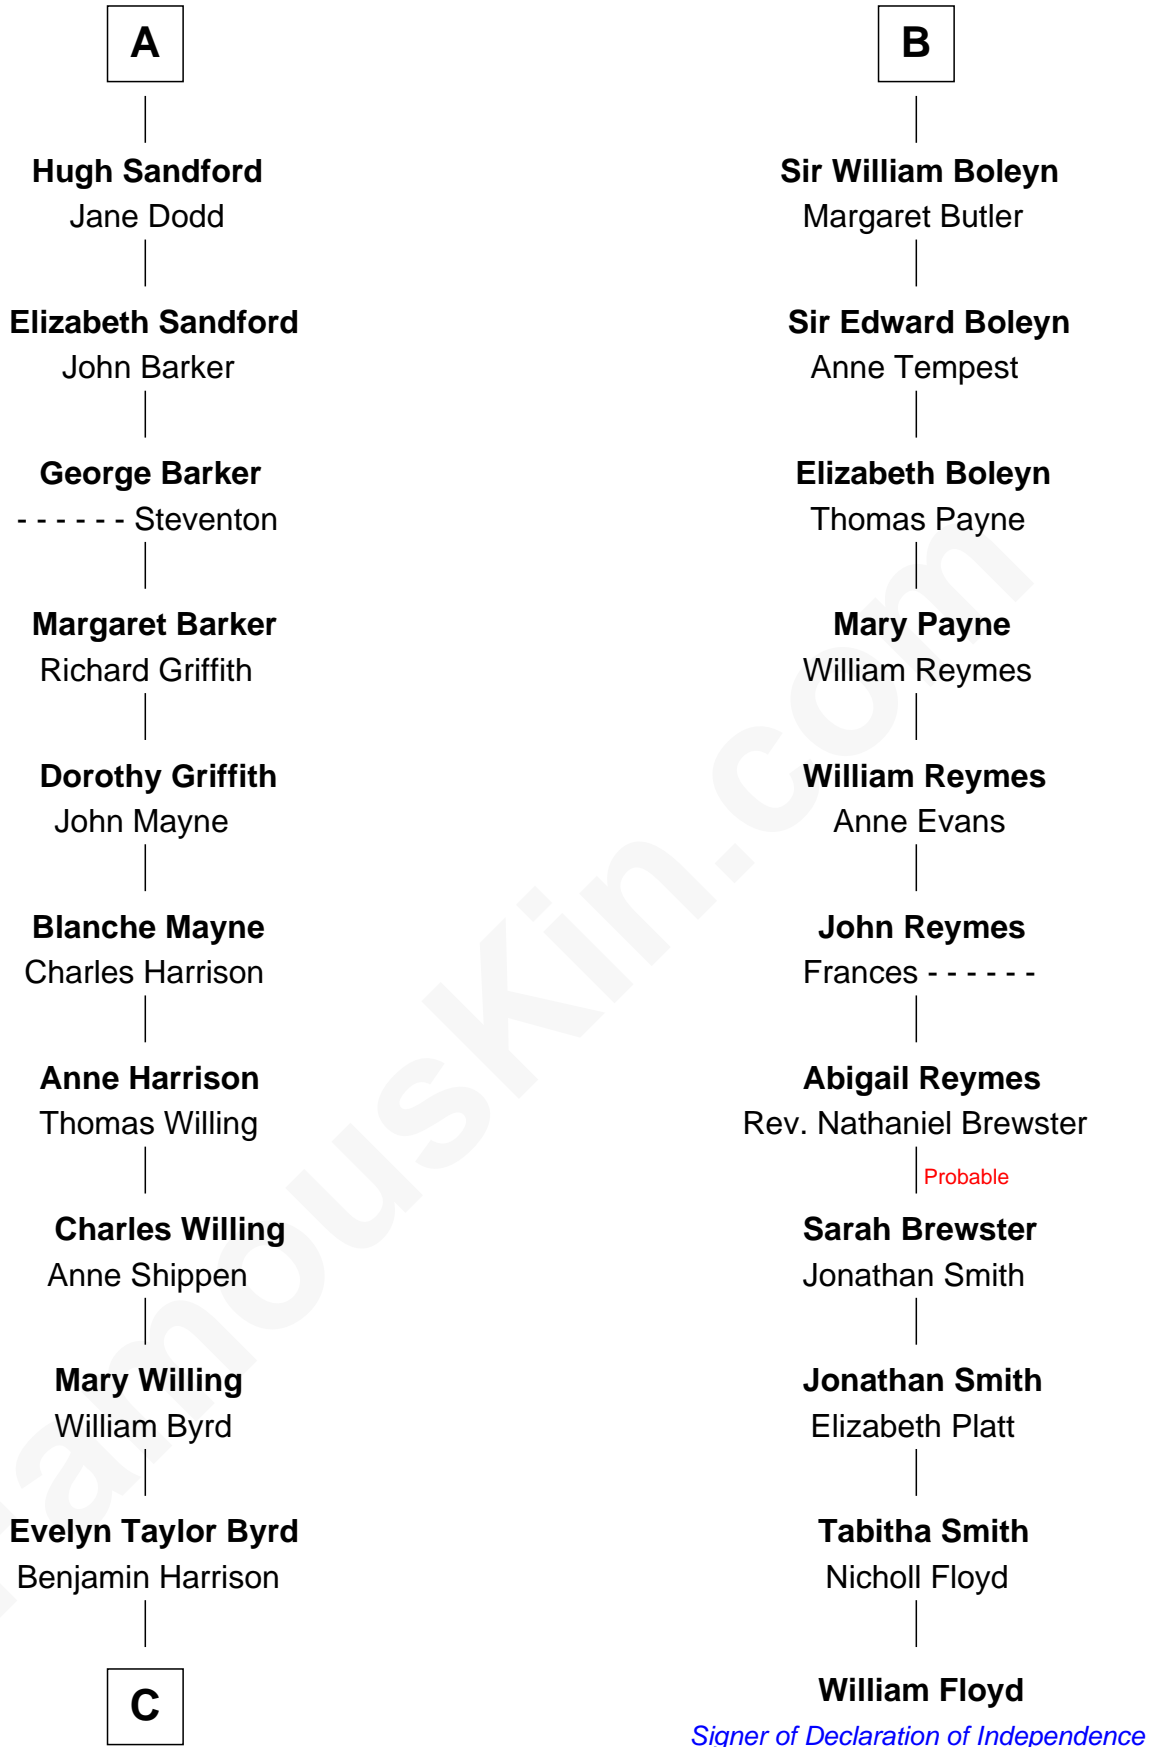 A
Hugh Sandford
Jane Dodd
Elizabeth Sandford
John Barker
George Barker
- - - - - - Steventon
Margaret Barker
Richard Griffith
Dorothy Griffith
John Mayne
Blanche Mayne
Charles Harrison
Anne Harrison
Thomas Willing
Charles Willing
Anne Shippen
Mary Willing
William Byrd
Evelyn Taylor Byrd
Benjamin Harrison
C
B
Sir William Boleyn
Margaret Butler
Sir Edward Boleyn
Anne Tempest
Elizabeth Boleyn
Thomas Payne
Mary Payne
William Reymes
William Reymes
Anne Evans
John Reymes
Frances - - - - - -
Abigail Reymes
Rev. Nathaniel Brewster
Probable
Sarah Brewster
Jonathan Smith
Jonathan Smith
Elizabeth Platt
Tabitha Smith
Nicholl Floyd
William Floyd
Signer of Declaration of Independence
FamousKin.com